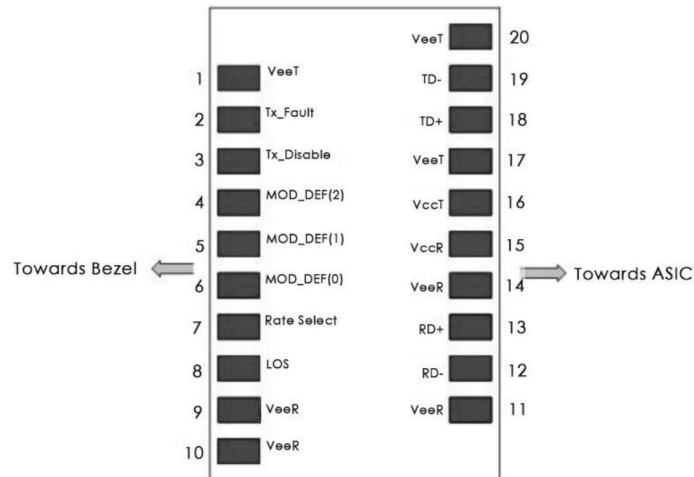 VeeT 20
1 VeeT TD- 19
2 Tx_Fault TD+ 18
3 Tx_Disable VeeT 17
4 MOD_DEF(2) VccT 16
5 MOD_DEF(1) VccR 15
Towards Bezel
6 MOD_DEF(0) VeeR 14
Towards ASIC
7 Rate Select RD+ 13
8 LOS RD- 12
9 VeeR VeeR 11
10 VeeR